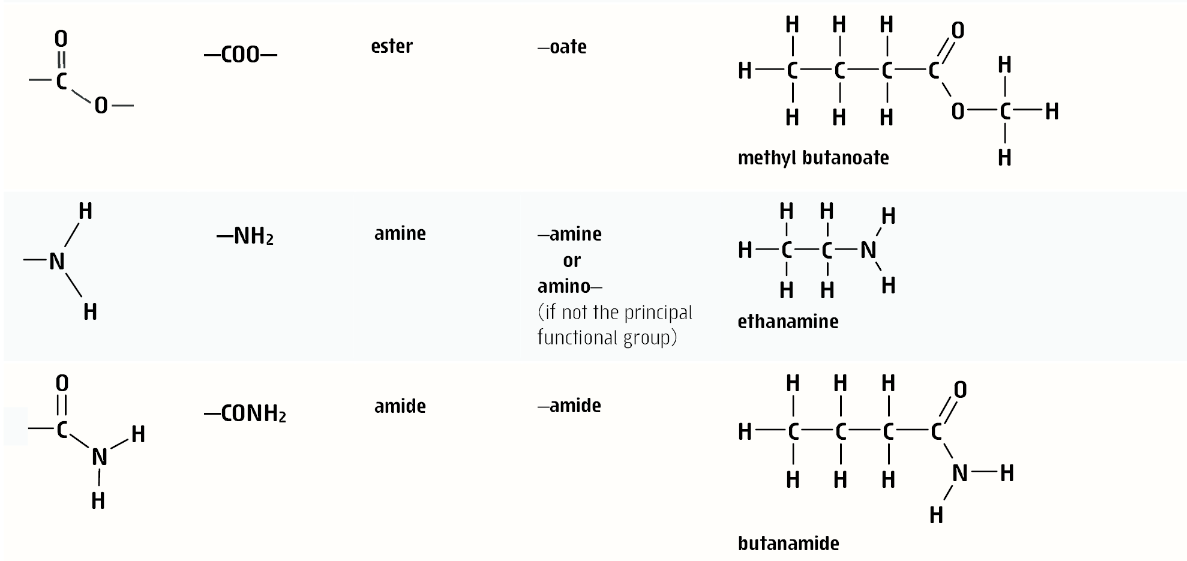 O
C
O
—COO—
ester
—oate
H H H O
H C C C C H
H H H O C H
H
methyl butanoate
H
N
H
—NH₂
amine
—amine
or
amino—
(if not the principal
functional group)
H H H
H C C N
H H H
ethanamine
O
C H
N
H
—CONH₂
amide
—amide
H H H O
H C C C C
H H H N H
H
butanamide